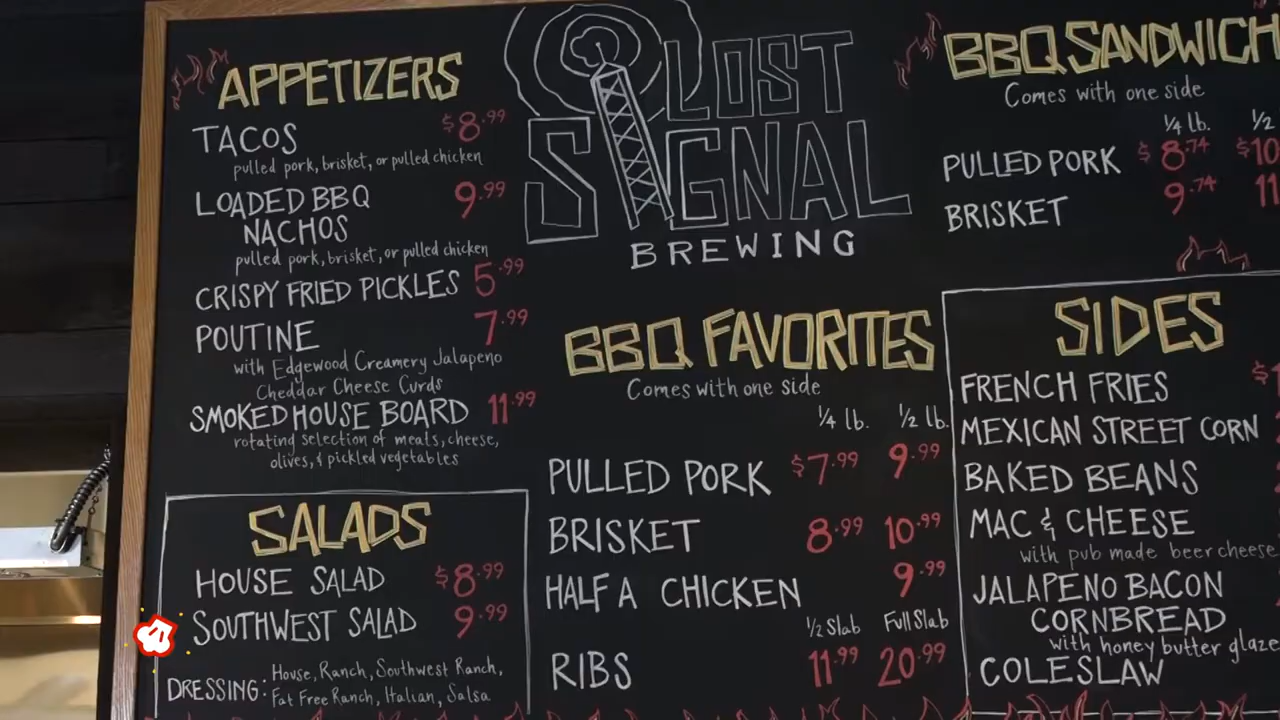 APPETIZERS
TACOS $8.99
pulled pork, brisket, or pulled chicken
LOADED BBQ 9.99
NACHOS
pulled pork, brisket, or pulled chicken
CRISPY FRIED PICKLES 5.99
POUTINE 7.99
with Edgewood Creamery Jalapeno
Cheddar Cheese Curds
SMOKED HOUSE BOARD 11.99
rotating selection of meats, cheese,
olives, & pickled vegetables
SALADS
HOUSE SALAD $8.99
SOUTHWEST SALAD 9.99
DRESSING: House, Ranch, Southwest Ranch,
Fat Free Ranch, Italian, Salsa
LOST
SIGNAL
BREWING
BBQ FAVORITES
Comes with one side
1/4 lb. 1/2 lb.
PULLED PORK $7.99 9.99
BRISKET 8.99 10.99
HALF A CHICKEN 9.99
1/2 Slab Full Slab
RIBS 11.99 20.99
BBQ SANDWICH
Comes with one side
1/4 lb. 1/2
PULLED PORK $8.74 $10
BRISKET 9.74 11
SIDES
FRENCH FRIES $
MEXICAN STREET CORN
BAKED BEANS
MAC & CHEESE
with pub made beer cheese
JALAPENO BACON
CORNBREAD
with honey butter glaze
COLESLAW